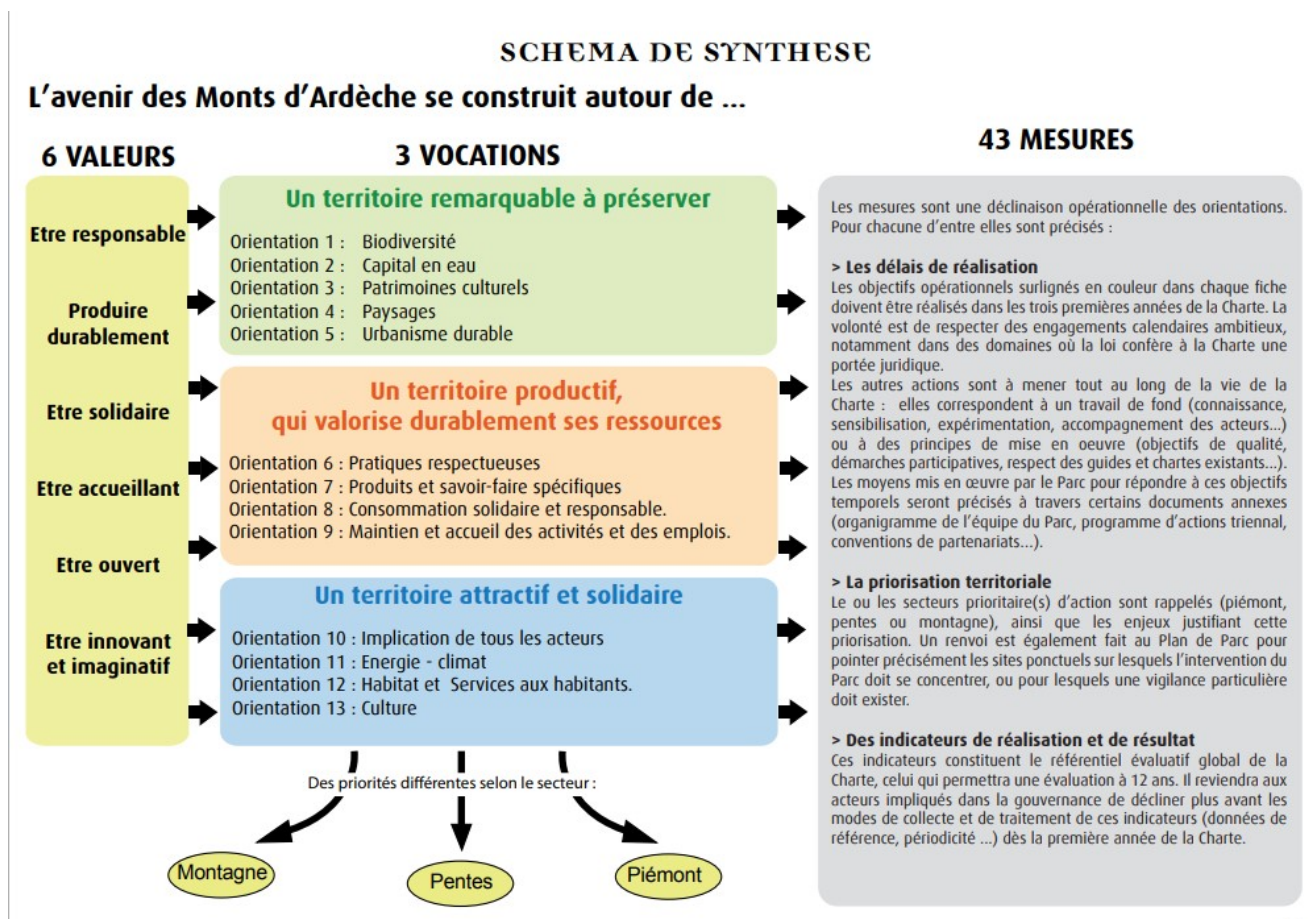 SCHEMA DE SYNTHESE
L'avenir des Monts d'Ardèche se construit autour de ...
6 VALEURS
Etre responsable
Produire
durablement
Etre solidaire
Etre accueillant
Etre ouvert
Etre innovant
et imaginatif
3 VOCATIONS
Un territoire remarquable à préserver
Orientation 1 : Biodiversité
Orientation 2 : Capital en eau
Orientation 3 : Patrimoines culturels
Orientation 4 : Paysages
Orientation 5 : Urbanisme durable
Un territoire productif,
qui valorise durablement ses ressources
Orientation 6 : Pratiques respectueuses
Orientation 7 : Produits et savoir-faire spécifiques
Orientation 8 : Consommation solidaire et responsable.
Orientation 9 : Maintien et accueil des activités et des emplois.
Un territoire attractif et solidaire
Orientation 10 : Implication de tous les acteurs
Orientation 11 : Energie - climat
Orientation 12 : Habitat et Services aux habitants.
Orientation 13 : Culture
Des priorités différentes selon le secteur :
Montagne
Pentes
Piémont
43 MESURES
Les mesures sont une déclinaison opérationnelle des orientations.
Pour chacune d'entre elles sont précisés :
> Les délais de réalisation
Les objectifs opérationnels surlignés en couleur dans chaque fiche
doivent être réalisés dans les trois premières années de la Charte. La
volonté est de respecter des engagements calendaires ambitieux,
notamment dans des domaines où la loi confère à la Charte une
portée juridique.
Les autres actions sont à mener tout au long de la vie de la
Charte : elles correspondent à un travail de fond (connaissance,
sensibilisation, expérimentation, accompagnement des acteurs...)
ou à des principes de mise en oeuvre (objectifs de qualité,
démarches participatives, respect des guides et chartes existants...).
Les moyens mis en œuvre par le Parc pour répondre à ces objectifs
temporels seront précisés à travers certains documents annexes
(organigramme de l'équipe du Parc, programme d'actions triennal,
conventions de partenariats...).
> La priorisation territoriale
Le ou les secteurs prioritaire(s) d'action sont rappelés (piémont,
pentes ou montagne), ainsi que les enjeux justifiant cette
priorisation. Un renvoi est également fait au Plan de Parc pour
pointer précisément les sites ponctuels sur lesquels l'intervention du
Parc doit se concentrer, ou pour lesquels une vigilance particulière
doit exister.
> Des indicateurs de réalisation et de résultat
Ces indicateurs constituent le référentiel évaluatif global de la
Charte, celui qui permettra une évaluation à 12 ans. Il reviendra aux
acteurs impliqués dans la gouvernance de décliner plus avant les
modes de collecte et de traitement de ces indicateurs (données de
référence, périodicité ...) dès la première année de la Charte.